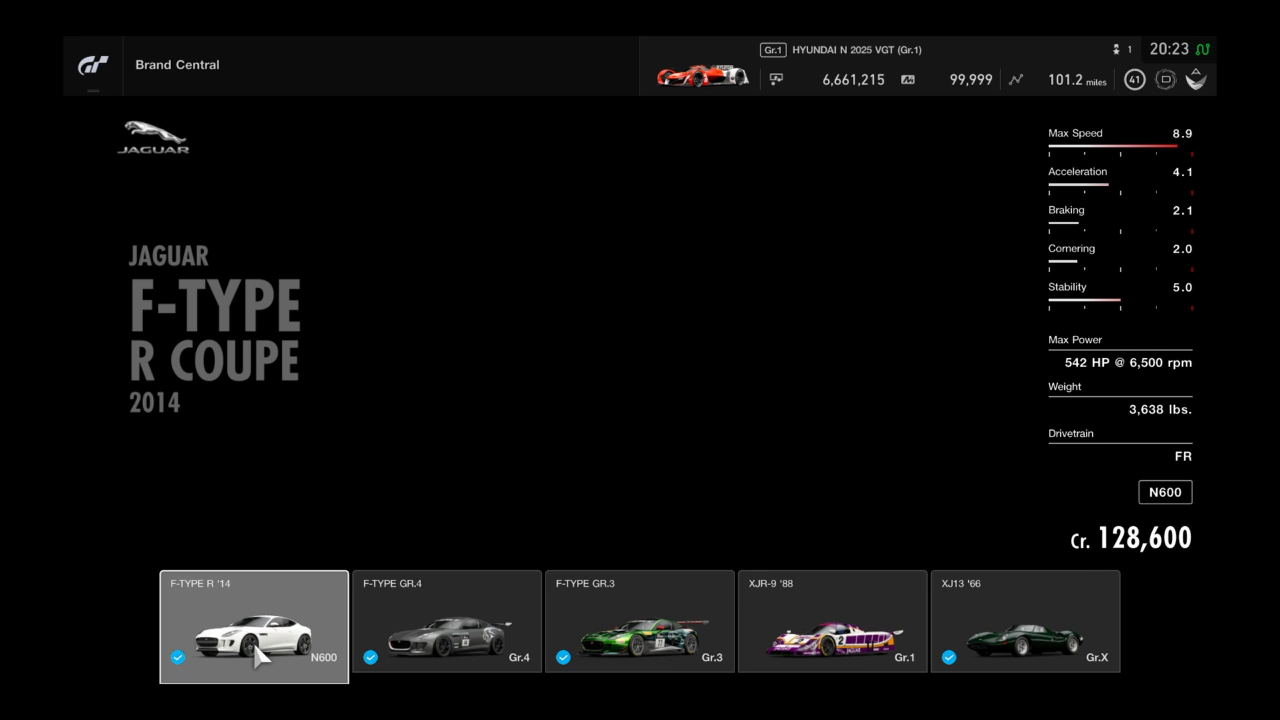 GT
Brand Central
Gr.1 HYUNDAI N 2025 VGT (Gr.1)
1
20:23
6,661,215
99,999
101.2 miles
41
JAGUAR
JAGUAR
F-TYPE
R COUPE
2014
Max Speed 8.9
Acceleration 4.1
Braking 2.1
Cornering 2.0
Stability 5.0
Max Power
542 HP @ 6,500 rpm
Weight
3,638 lbs.
Drivetrain
FR
N600
Cr. 128,600
F-TYPE R '14
N600
F-TYPE GR.4
Gr.4
F-TYPE GR.3
Gr.3
XJR-9 '88
2
Gr.1
XJ13 '66
Gr.X